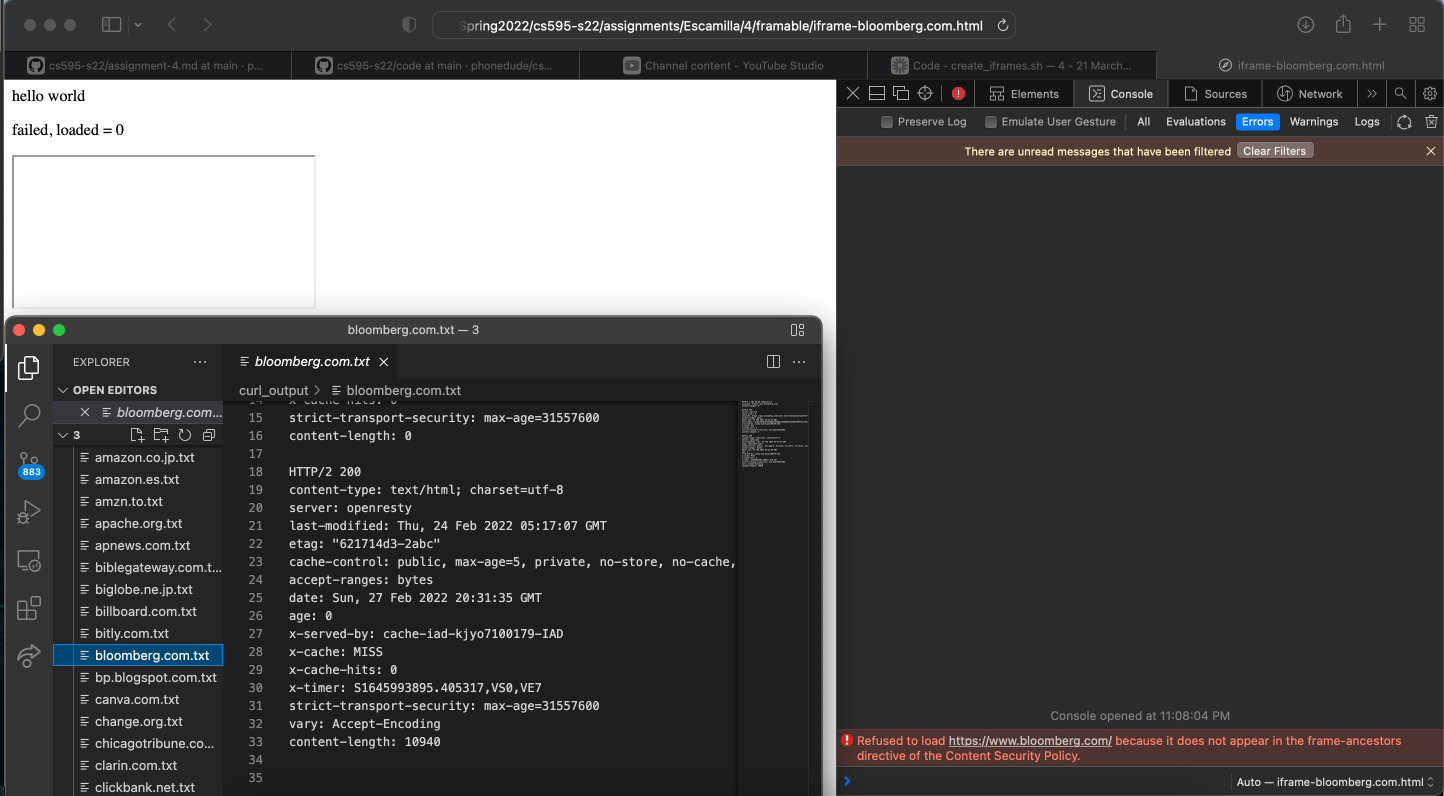 Spring2022/cs595-s22/assignments/Escamilla/4/framable/iframe-bloomberg.com.html
cs595-s22/assignment-4.md at main · p...
cs595-s22/code at main · phonedude/cs...
Channel content - YouTube Studio
Code - create_iframes.sh — 4 - 21 March...
iframe-bloomberg.com.html
hello world
failed, loaded = 0
Elements
Console
Sources
Network
Preserve Log
Emulate User Gesture
All
Evaluations
Errors
Warnings
Logs
There are unread messages that have been filtered
Clear Filters
Console opened at 11:08:04 PM
Refused to load https://www.bloomberg.com/ because it does not appear in the frame-ancestors
directive of the Content Security Policy.
Auto — iframe-bloomberg.com.html
bloomberg.com.txt — 3
EXPLORER
OPEN EDITORS
bloomberg.com...
3
883
amazon.co.jp.txt
amazon.es.txt
amzn.to.txt
apache.org.txt
apnews.com.txt
biblegateway.com.t...
biglobe.ne.jp.txt
billboard.com.txt
bitly.com.txt
bloomberg.com.txt
bp.blogspot.com.txt
canva.com.txt
change.org.txt
chicagotribune.co...
clarin.com.txt
clickbank.net.txt
bloomberg.com.txt
curl_output > bloomberg.com.txt
14 x-cache-hits: 0
15 strict-transport-security: max-age=31557600
16 content-length: 0
17
18 HTTP/2 200
19 content-type: text/html; charset=utf-8
20 server: openresty
21 last-modified: Thu, 24 Feb 2022 05:17:07 GMT
22 etag: "621714d3-2abc"
23 cache-control: public, max-age=5, private, no-store, no-cache,
24 accept-ranges: bytes
25 date: Sun, 27 Feb 2022 20:31:35 GMT
26 age: 0
27 x-served-by: cache-iad-kjyo7100179-IAD
28 x-cache: MISS
29 x-cache-hits: 0
30 x-timer: S1645993895.405317,VS0,VE7
31 strict-transport-security: max-age=31557600
32 vary: Accept-Encoding
33 content-length: 10940
34
35